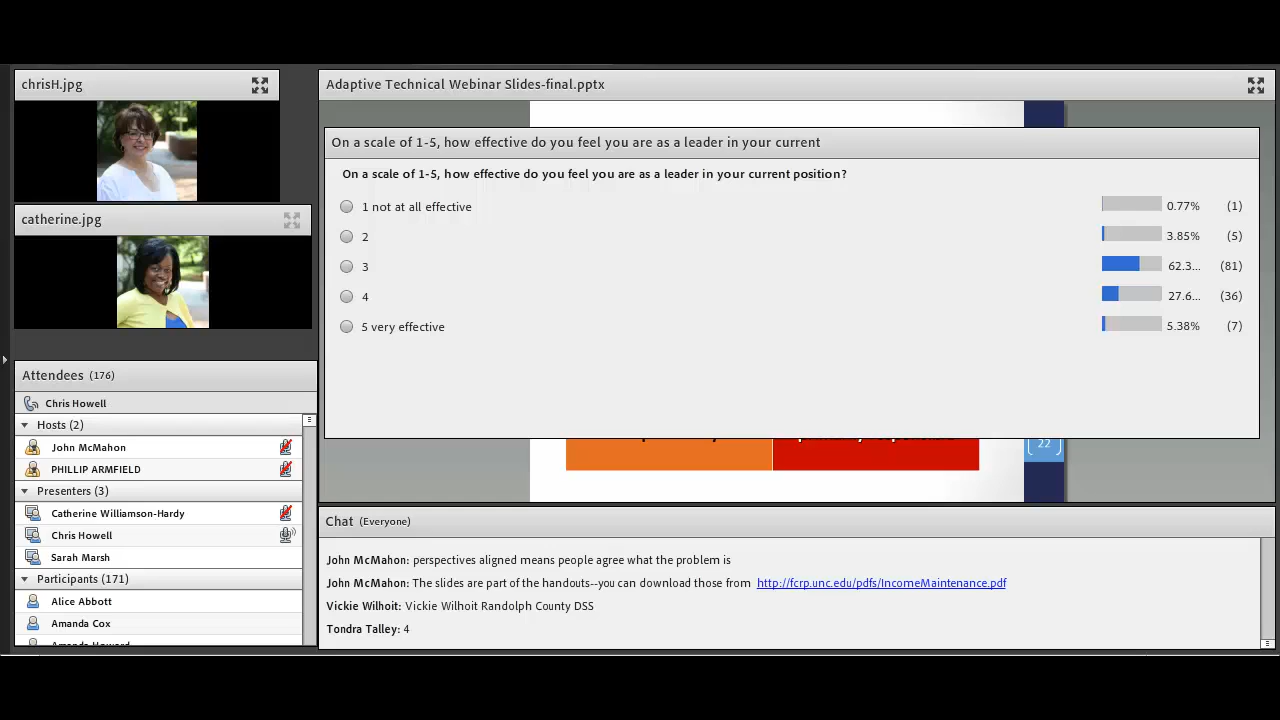 chrisH.jpg
catherine.jpg
Attendees (176)
Chris Howell
Hosts (2)
John McMahon
PHILLIP ARMFIELD
Presenters (3)
Catherine Williamson-Hardy
Chris Howell
Sarah Marsh
Participants (171)
Alice Abbott
Amanda Cox
Amanda Howard
Adaptive Technical Webinar Slides-final.pptx
On a scale of 1-5, how effective do you feel you are as a leader in your current
On a scale of 1-5, how effective do you feel you are as a leader in your current position?
1 not at all effective 0.77% (1)
2 3.85% (5)
3 62.3... (81)
4 27.6... (36)
5 very effective 5.38% (7)
22
Chat (Everyone)
John McMahon: perspectives aligned means people agree what the problem is
John McMahon: The slides are part of the handouts--you can download those from http://fcrp.unc.edu/pdfs/IncomeMaintenance.pdf
Vickie Wilhoit: Vickie Wilhoit Randolph County DSS
Tondra Talley: 4